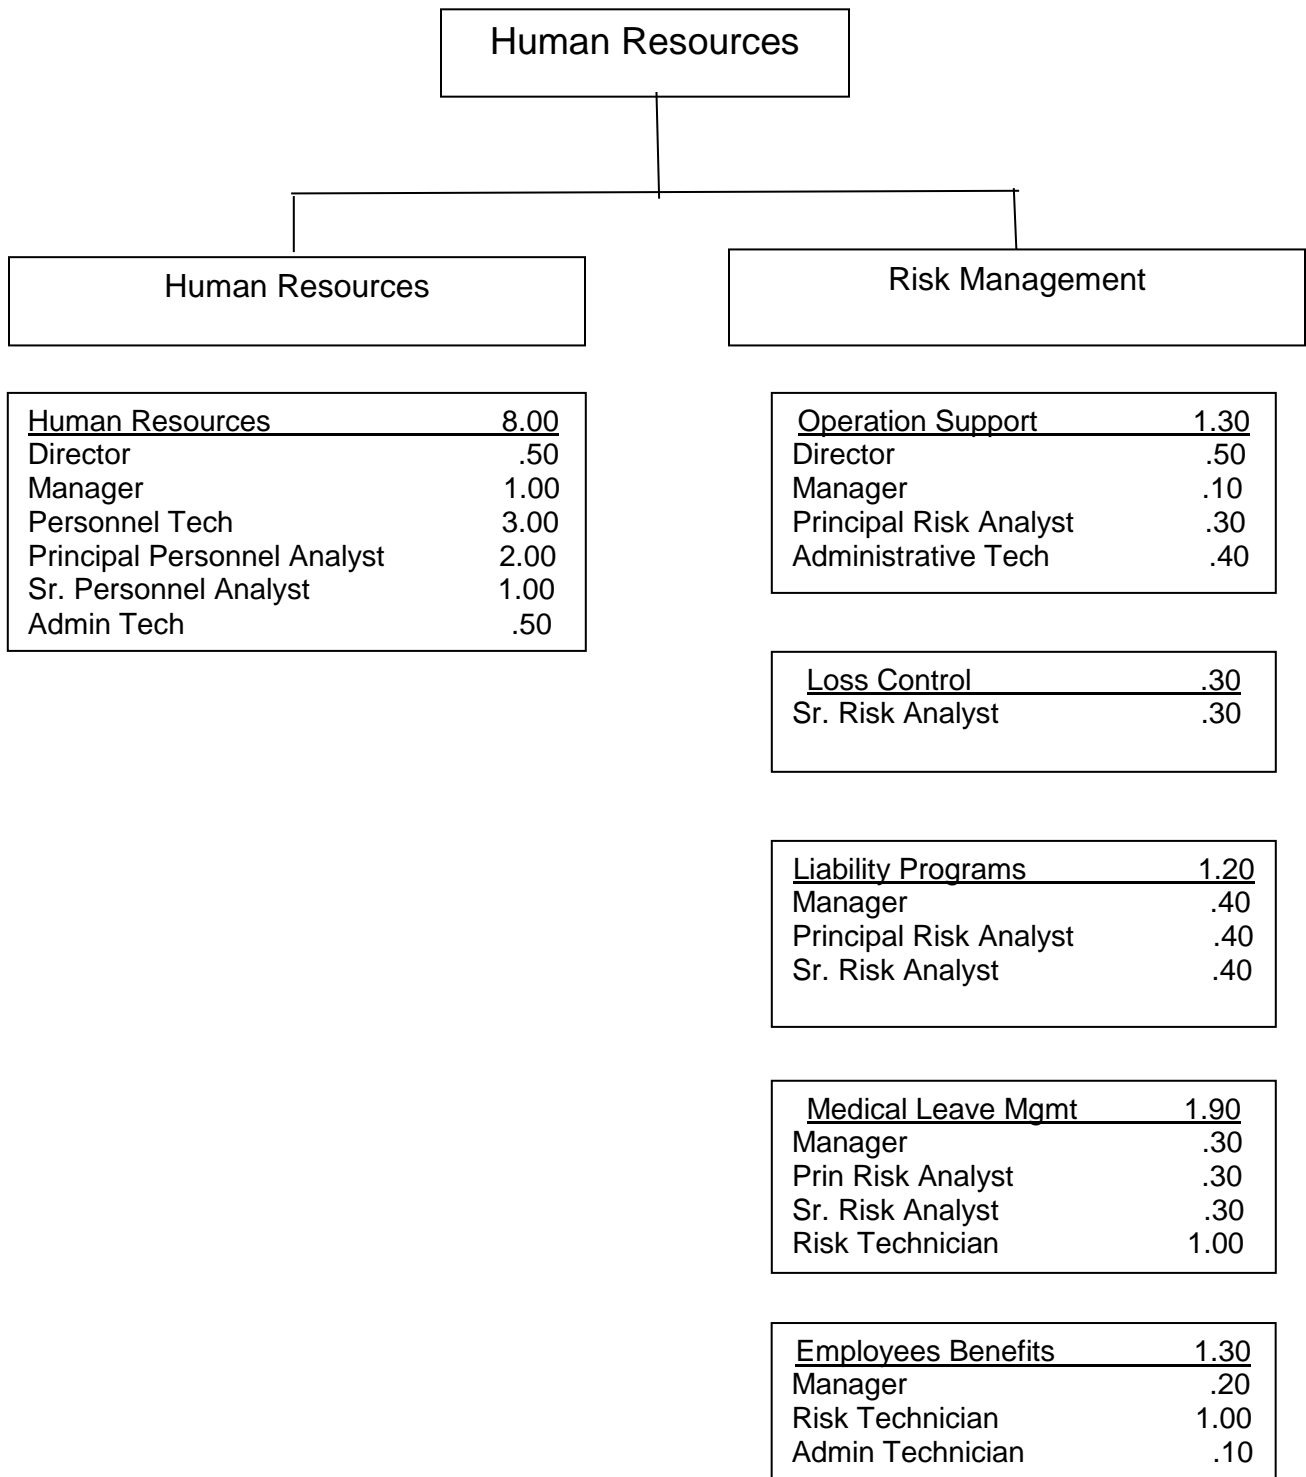 Human Resources
Human Resources
Risk Management
Human Resources 8.00
Director .50
Manager 1.00
Personnel Tech 3.00
Principal Personnel Analyst 2.00
Sr. Personnel Analyst 1.00
Admin Tech .50
Operation Support 1.30
Director .50
Manager .10
Principal Risk Analyst .30
Administrative Tech .40
Loss Control .30
Sr. Risk Analyst .30
Liability Programs 1.20
Manager .40
Principal Risk Analyst .40
Sr. Risk Analyst .40
Medical Leave Mgmt 1.90
Manager .30
Prin Risk Analyst .30
Sr. Risk Analyst .30
Risk Technician 1.00
Employees Benefits 1.30
Manager .20
Risk Technician 1.00
Admin Technician .10